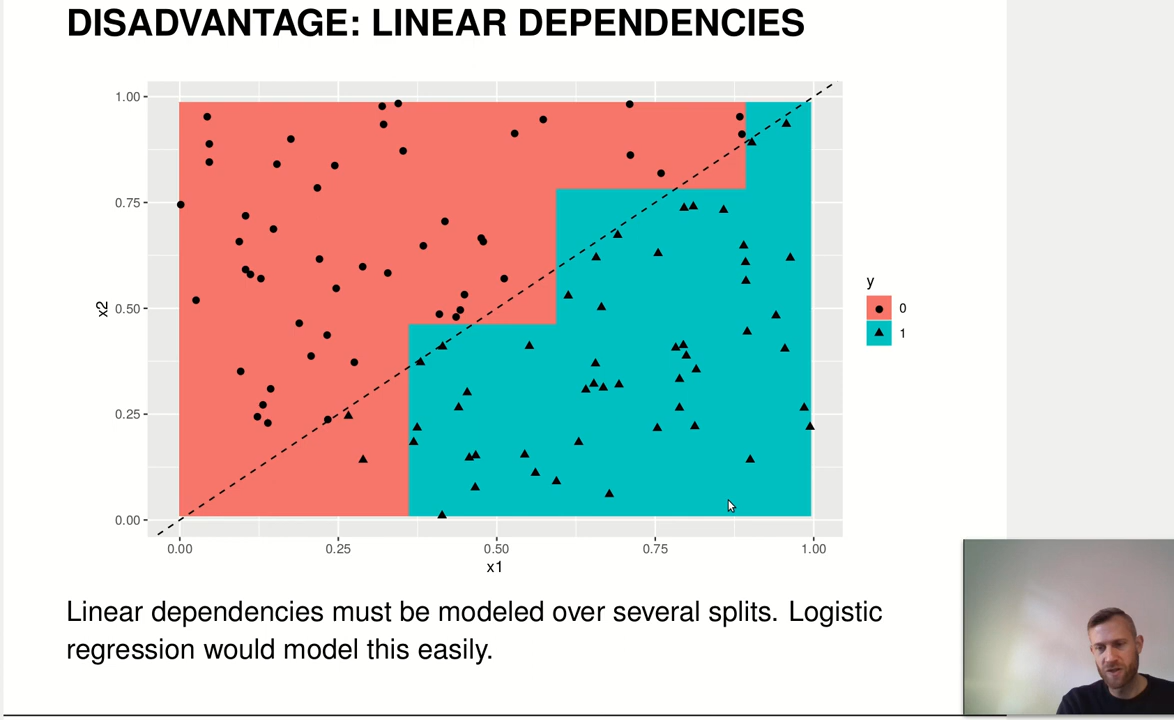 DISADVANTAGE: LINEAR DEPENDENCIES
1.00
0.75
0.50
0.25
0.00
x2
0.00 0.25 0.50 0.75 1.00
x1
y
0
1
Linear dependencies must be modeled over several splits. Logistic
regression would model this easily.